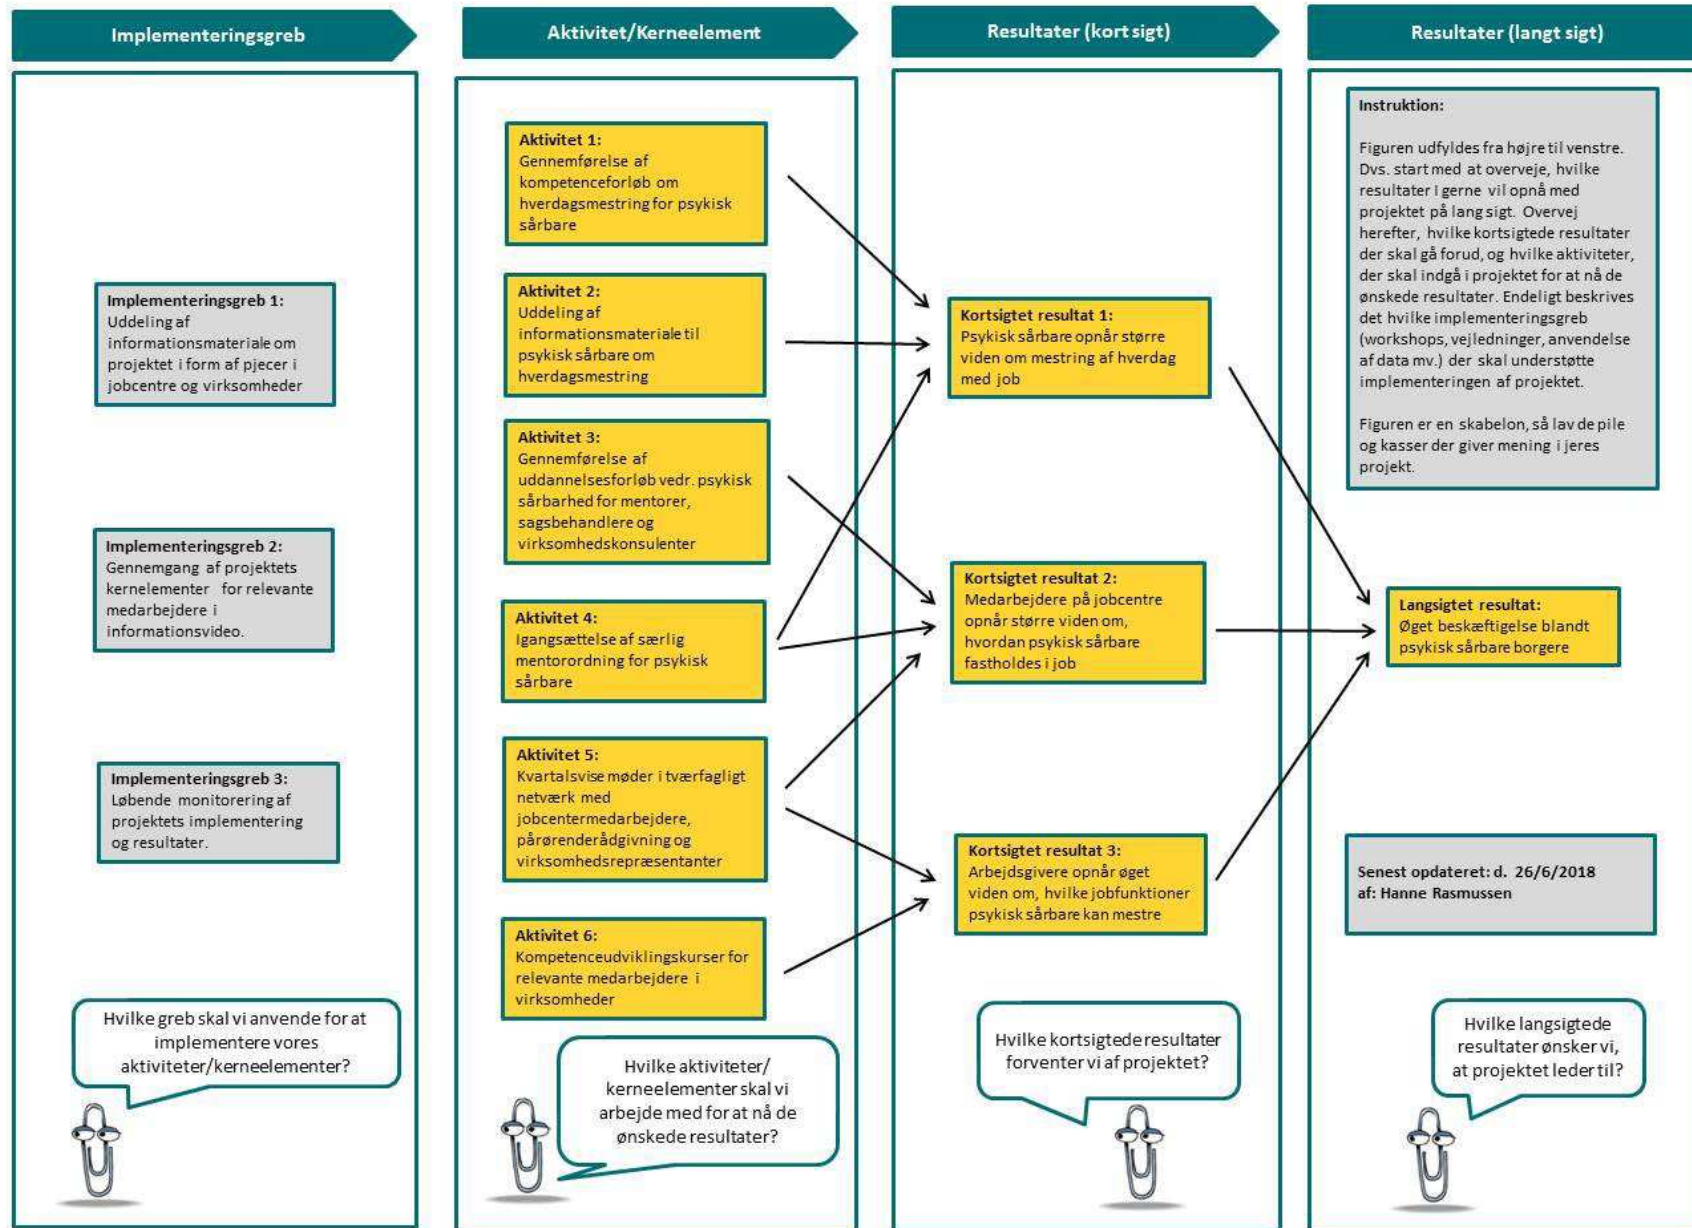 Implementeringsgreb
Aktivitet/Kerneelement
Resultater (kort sigt)
Resultater (langt sigt)
Implementeringsgreb 1:
Uddeling af
informationsmateriale om
projektet i form af pjecer i
jobcentre og virksomheder
Implementeringsgreb 2:
Gennemgang af projektets
kernelementer for relevante
medarbejdere i
informationsvideo.
Implementeringsgreb 3:
Løbende monitorering af
projektets implementering
og resultater.
Hvilke greb skal vi anvende for at
implementere vores
aktiviteter/kerneelementer?
Aktivitet 1:
Gennemførelse af
kompetenceforløb om
hverdagsmestring for psykisk
sårbare
Aktivitet 2:
Uddeling af
informationsmateriale til
psykisk sårbare om
hverdagsmestring
Aktivitet 3:
Gennemførelse af
uddannelsesforløb vedr. psykisk
sårbarhed for mentorer,
sagsbehandlere og
virksomhedskonsulenter
Aktivitet 4:
Igangsættelse af særlig
mentorordning for psykisk
sårbare
Aktivitet 5:
Kvartalsvise møder i tværfagligt
netværk med
jobcentermedarbejdere,
pårørenderådgivning og
virksomhedsrepræsentanter
Aktivitet 6:
Kompetenceudviklingskurser for
relevante medarbejdere i
virksomheder
Hvilke aktiviteter/
kerneelementer skal vi
arbejde med for at nå de
ønskede resultater?
Kortsigtet resultat 1:
Psykisk sårbare opnår større
viden om mestring af hverdag
med job
Kortsigtet resultat 2:
Medarbejdere på jobcentre
opnår større viden om,
hvordan psykisk sårbare
fastholdes i job
Kortsigtet resultat 3:
Arbejdsgivere opnår øget
viden om, hvilke jobfunktioner
psykisk sårbare kan mestre
Hvilke kortsigtede resultater
forventer vi af projektet?
Instruktion:
Figuren udfyldes fra højre til venstre.
Dvs. start med at overveje, hvilke
resultater I gerne vil opnå med
projektet på lang sigt. Overvej
herefter, hvilke kortsigtede resultater
der skal gå forud, og hvilke aktiviteter,
der skal indgå i projektet for at nå de
ønskede resultater. Endeligt beskrives
det hvilke implementeringsgreb
(workshops, vejledninger, anvendelse
af data mv.) der skal understøtte
implementeringen af projektet.
Figuren er en skabelon, så lav de pile
og kasser der giver mening i jeres
projekt.
Langsigtet resultat:
Øget beskæftigelse blandt
psykisk sårbare borgere
Senest opdateret: d. 26/6/2018
af: Hanne Rasmussen
Hvilke langsigtede
resultater ønsker vi,
at projektet leder til?